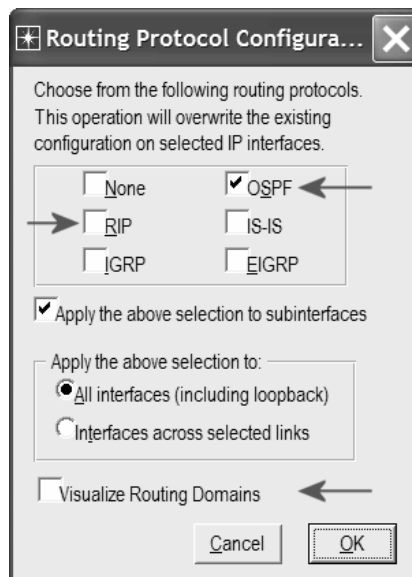 Routing Protocol Configura...
Choose from the following routing protocols.
This operation will overwrite the existing
configuration on selected IP interfaces.
None
OSPF
RIP
IS-IS
IGRP
EIGRP
Apply the above selection to subinterfaces
Apply the above selection to:
All interfaces (including loopback)
Interfaces across selected links
Visualize Routing Domains
Cancel
OK